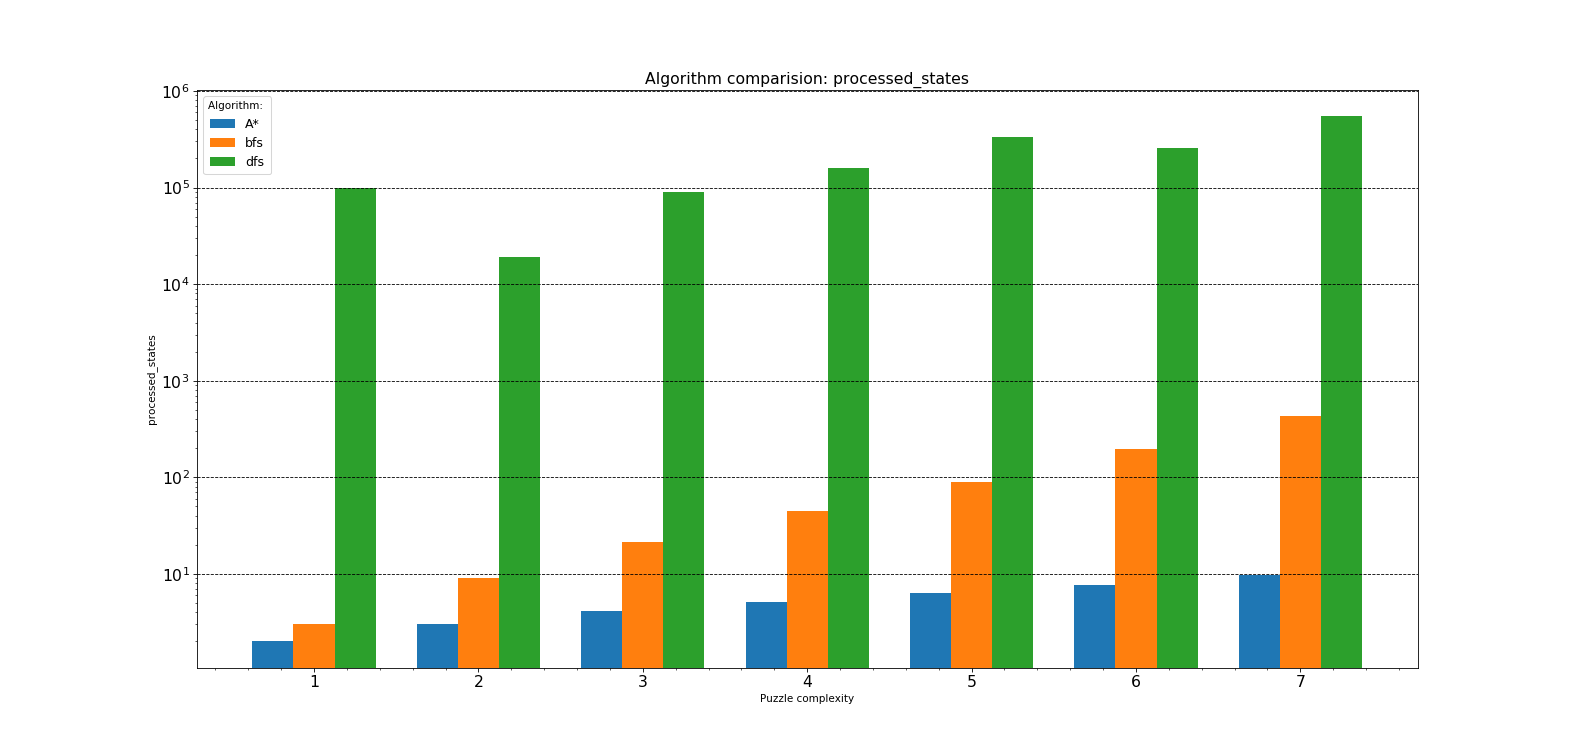 Algorithm comparision: processed_states
10^6
10^5
10^4
10^3
10^2
10^1
processed_states
Algorithm:
A*
bfs
dfs
1 2 3 4 5 6 7
Puzzle complexity